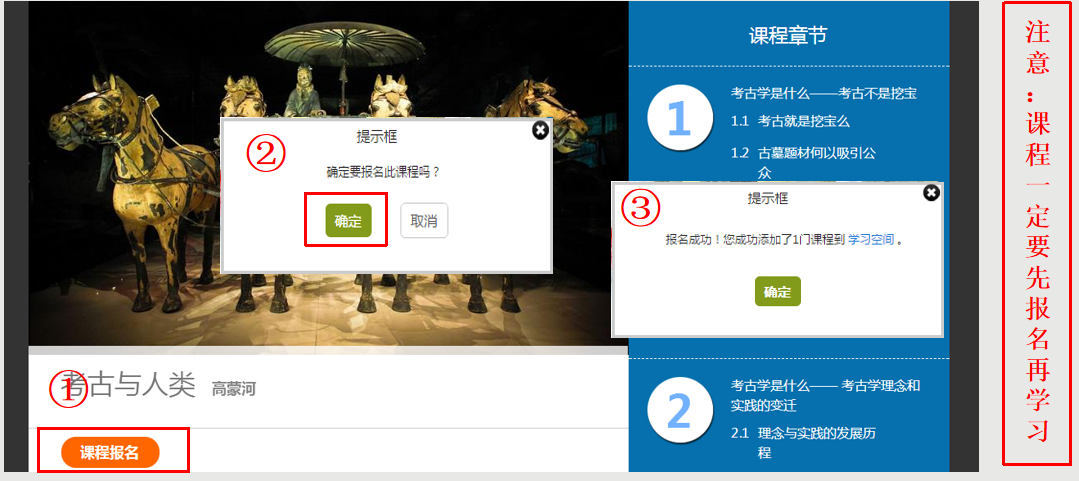 课程章节
1
考古学是什么——考古不是挖宝
1.1 考古就是挖宝么
1.2 古墓题材何以吸引公
众
②
提示框
确定要报名此课程吗？
确定
取消
③
提示框
报名成功！您成功添加了1门课程到 学习空间 。
确定
①
考古与人类 高蒙河
课程报名
2
考古学是什么—— 考古学理念和
实践的变迁
2.1 理念与实践的发展历
程
注意：课程一定要先报名再学习